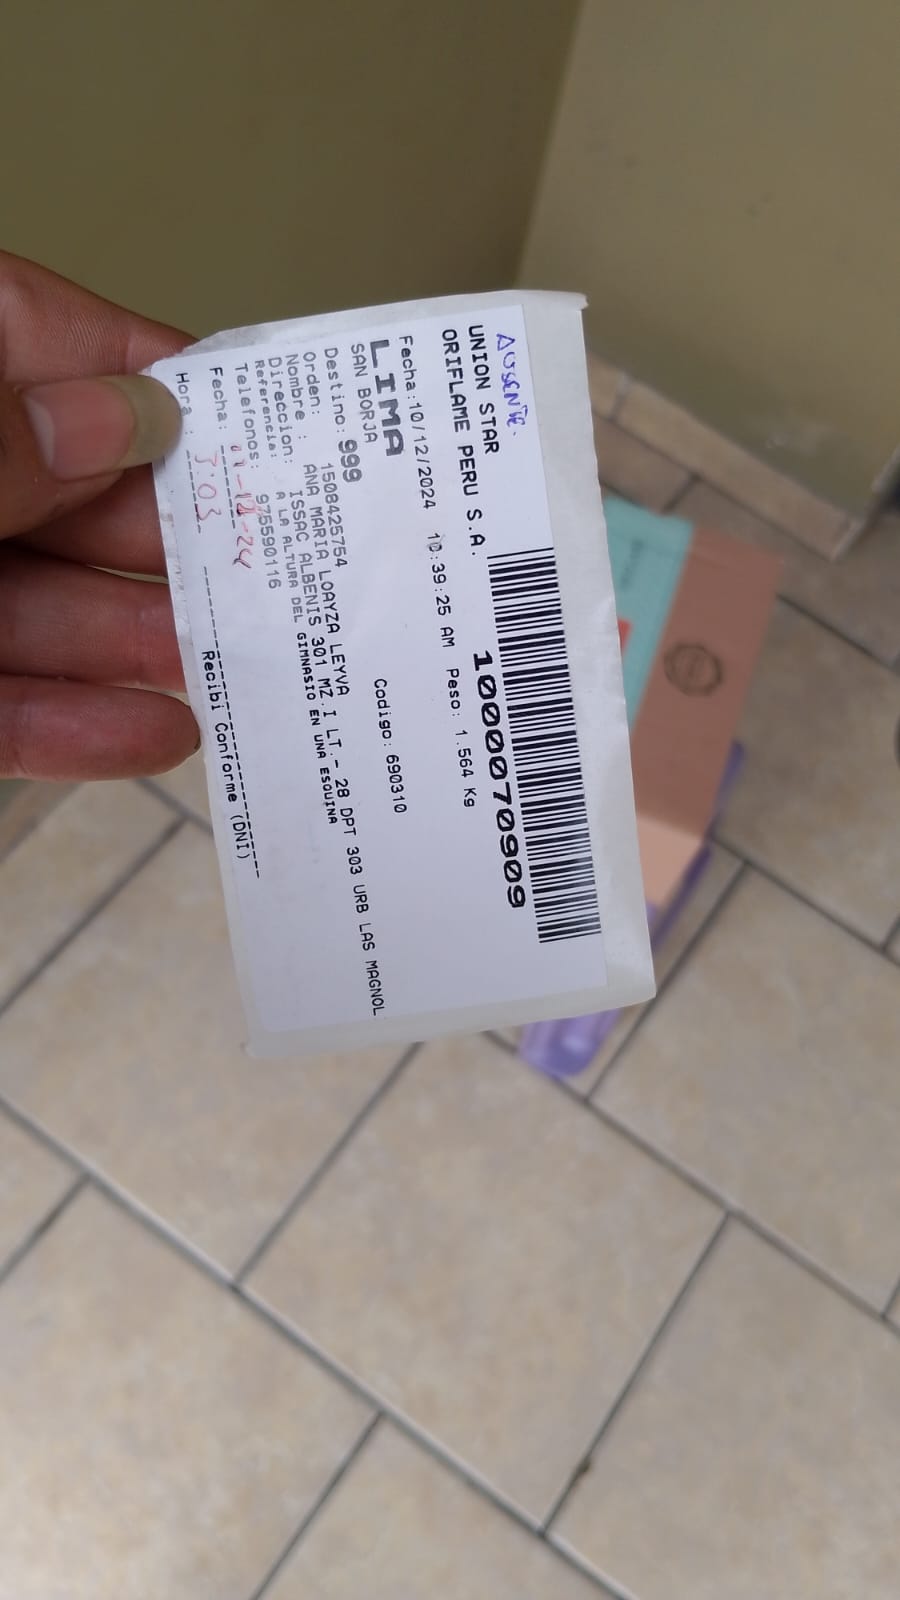 AUSENTE.
UNION STAR
ORIFLAME PERU S.A.
1000070909
Fecha:10/12/2024 10:39:25 AM Peso: 1.564 Kg
LIMA
SAN BORJA Codigo: 690310
Destino: 999
Orden: 1508425754
Nombre : ANA MARIA LOAYZA LEYVA
Direccion: ISSAC ALBENIS 301 MZ.I LT.- 28 DPT 303 URB LAS MAGNOL
Referencia: A LA ALTURA DEL GIMNASIO EN UNA ESQUINA
Telefonos: 975590116
Fecha:
Hora : 3:03
Recibi Conforme (DNI)